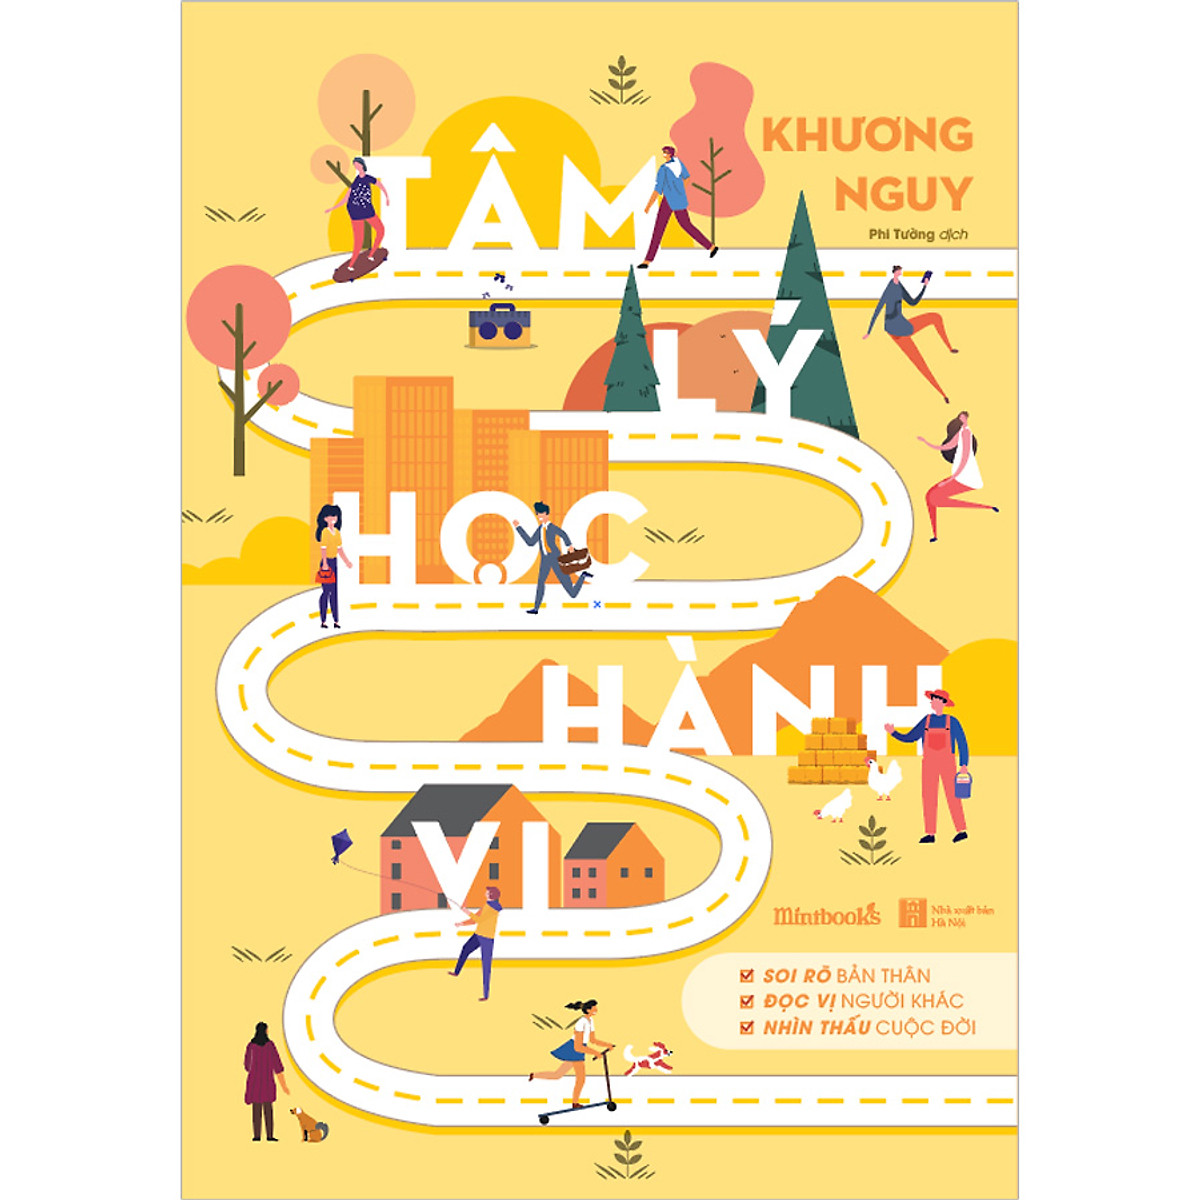 KHƯƠNG
NGUY
Phi Tường dịch
TÂM
LÝ
HỌC
HÀNH
VI
mintbooks
Nhà xuất bản
Hà Nội
SOI RÕ BẢN THÂN
ĐỌC VỊ NGƯỜI KHÁC
NHÌN THẤU CUỘC ĐỜI